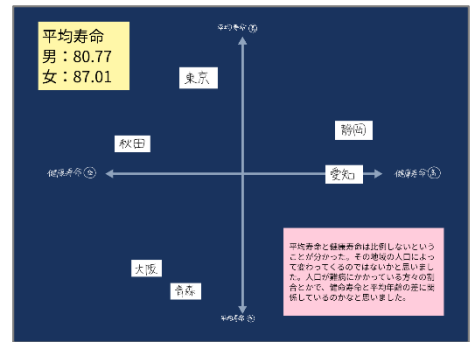 平均寿命
男：80.77
女：87.01
平均寿命(高)
東京
静岡
秋田
健康寿命(低)
愛知
健康寿命(高)
大阪
青森
平均寿命(低)
平均寿命と健康寿命は比例しないという
ことが分かった。その地域の人口によっ
て変わってくるのではないかと思いまし
た。人口が難病にかかっている方々の割
合とかで、健命寿命と平均年齢の差に関
係しているのかなと思いました。